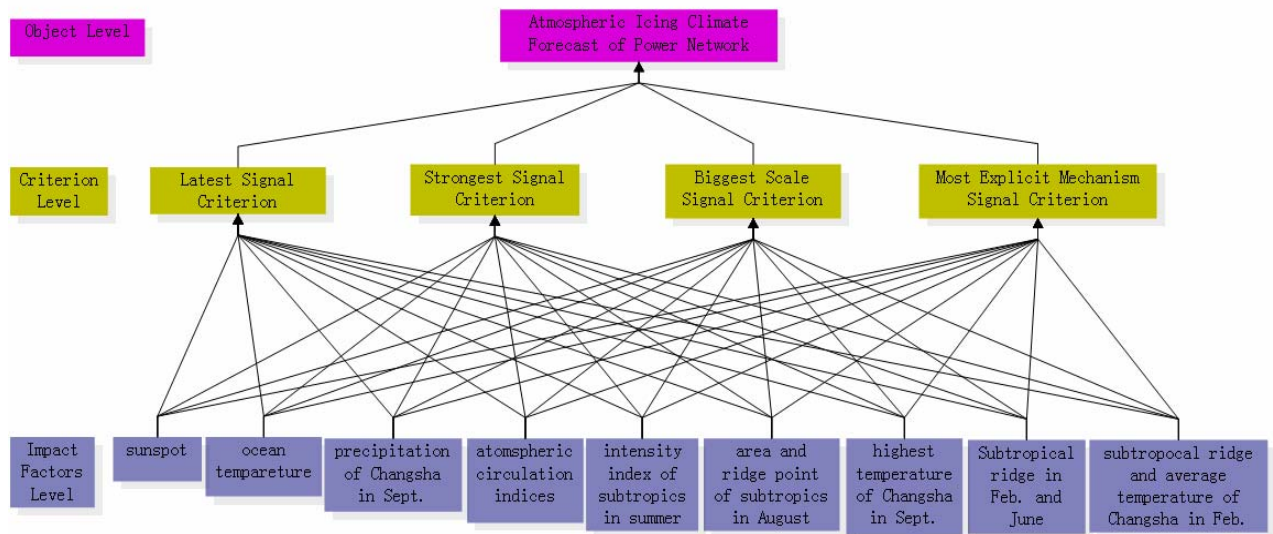 Object Level
Atmospheric Icing Climate
Forecast of Power Network
Criterion
Level
Latest Signal
Criterion
Strongest Signal
Criterion
Biggest Scale
Signal Criterion
Most Explicit Mechanism
Signal Criterion
Impact
Factors
Level
sunspot
ocean
tempareture
precipitation
of Changsha
in Sept.
atomspheric
circulation
indices
intensity
index of
subtropics
in summer
area and
ridge point
of subtropics
in August
highest
temperature
of Changsha
in Sept.
Subtropical
ridge in
Feb. and
June
subtropocal ridge
and average
temperature of
Changsha in Feb.